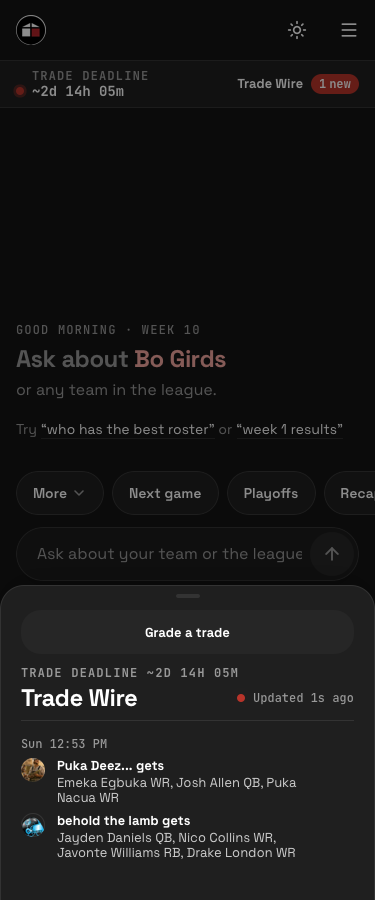 TRADE DEADLINE
~2d 14h 05m
Trade Wire 1 new
GOOD MORNING · WEEK 10
Ask about Bo Girds
or any team in the league.
Try “who has the best roster” or “week 1 results”
More Next game Playoffs Reca
Ask about your team or the league
Grade a trade
TRADE DEADLINE ~2D 14H 05M
Trade Wire Updated 1s ago
Sun 12:53 PM
Puka Deez... gets
Emeka Egbuka WR, Josh Allen QB, Puka
Nacua WR
behold the lamb gets
Jayden Daniels QB, Nico Collins WR,
Javonte Williams RB, Drake London WR